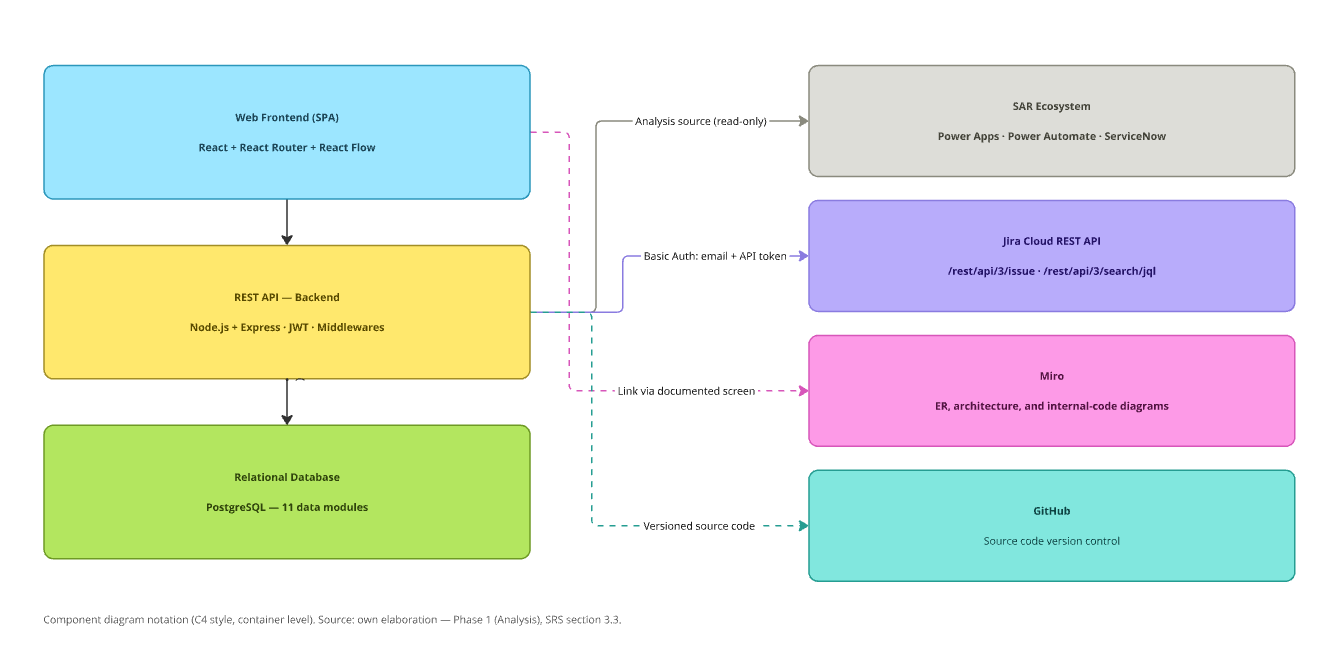 Web Frontend (SPA)
React + React Router + React Flow
REST API — Backend
Node.js + Express · JWT · Middlewares
Relational Database
PostgreSQL — 11 data modules
Analysis source (read-only)
Basic Auth: email + API token
Link via documented screen
Versioned source code
SAR Ecosystem
Power Apps · Power Automate · ServiceNow
Jira Cloud REST API
/rest/api/3/issue · /rest/api/3/search/jql
Miro
ER, architecture, and internal-code diagrams
GitHub
Source code version control
Component diagram notation (C4 style, container level). Source: own elaboration — Phase 1 (Analysis), SRS section 3.3.